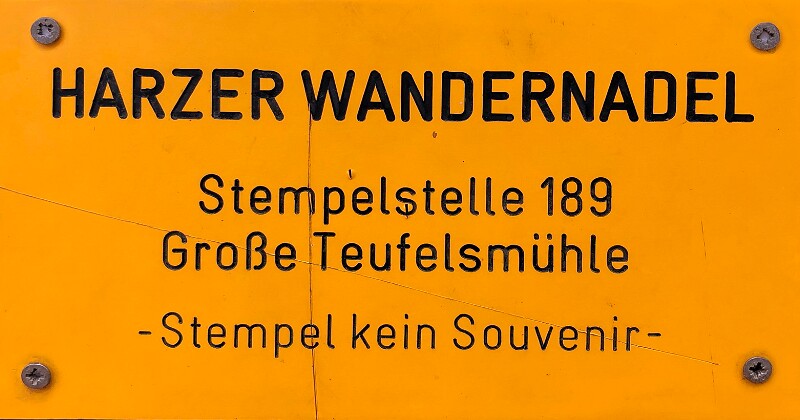 HARZER WANDERNADEL
Stempelstelle 189
Große Teufelsmühle
-Stempel kein Souvenir-